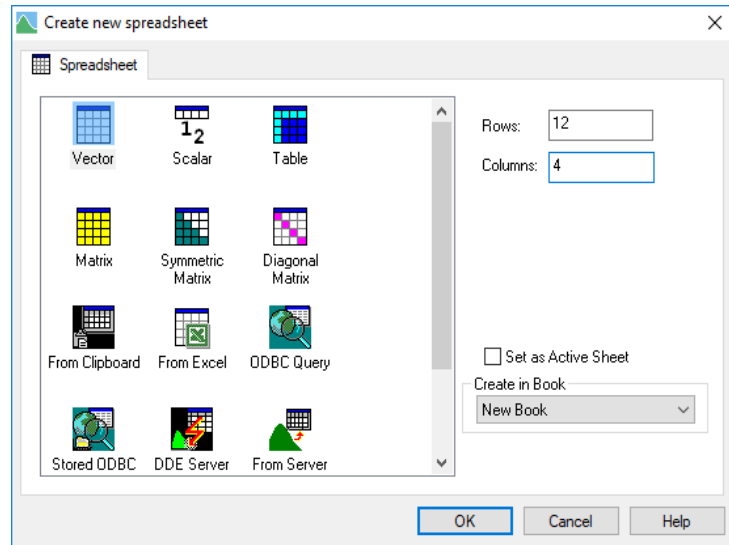 Create new spreadsheet
Spreadsheet
Vector
Scalar
Table
Rows: 12
Columns: 4
Matrix
Symmetric
Matrix
Diagonal
Matrix
From Clipboard
From Excel
ODBC Query
Set as Active Sheet
Create in Book
New Book
Stored ODBC
DDE Server
From Server
OK
Cancel
Help